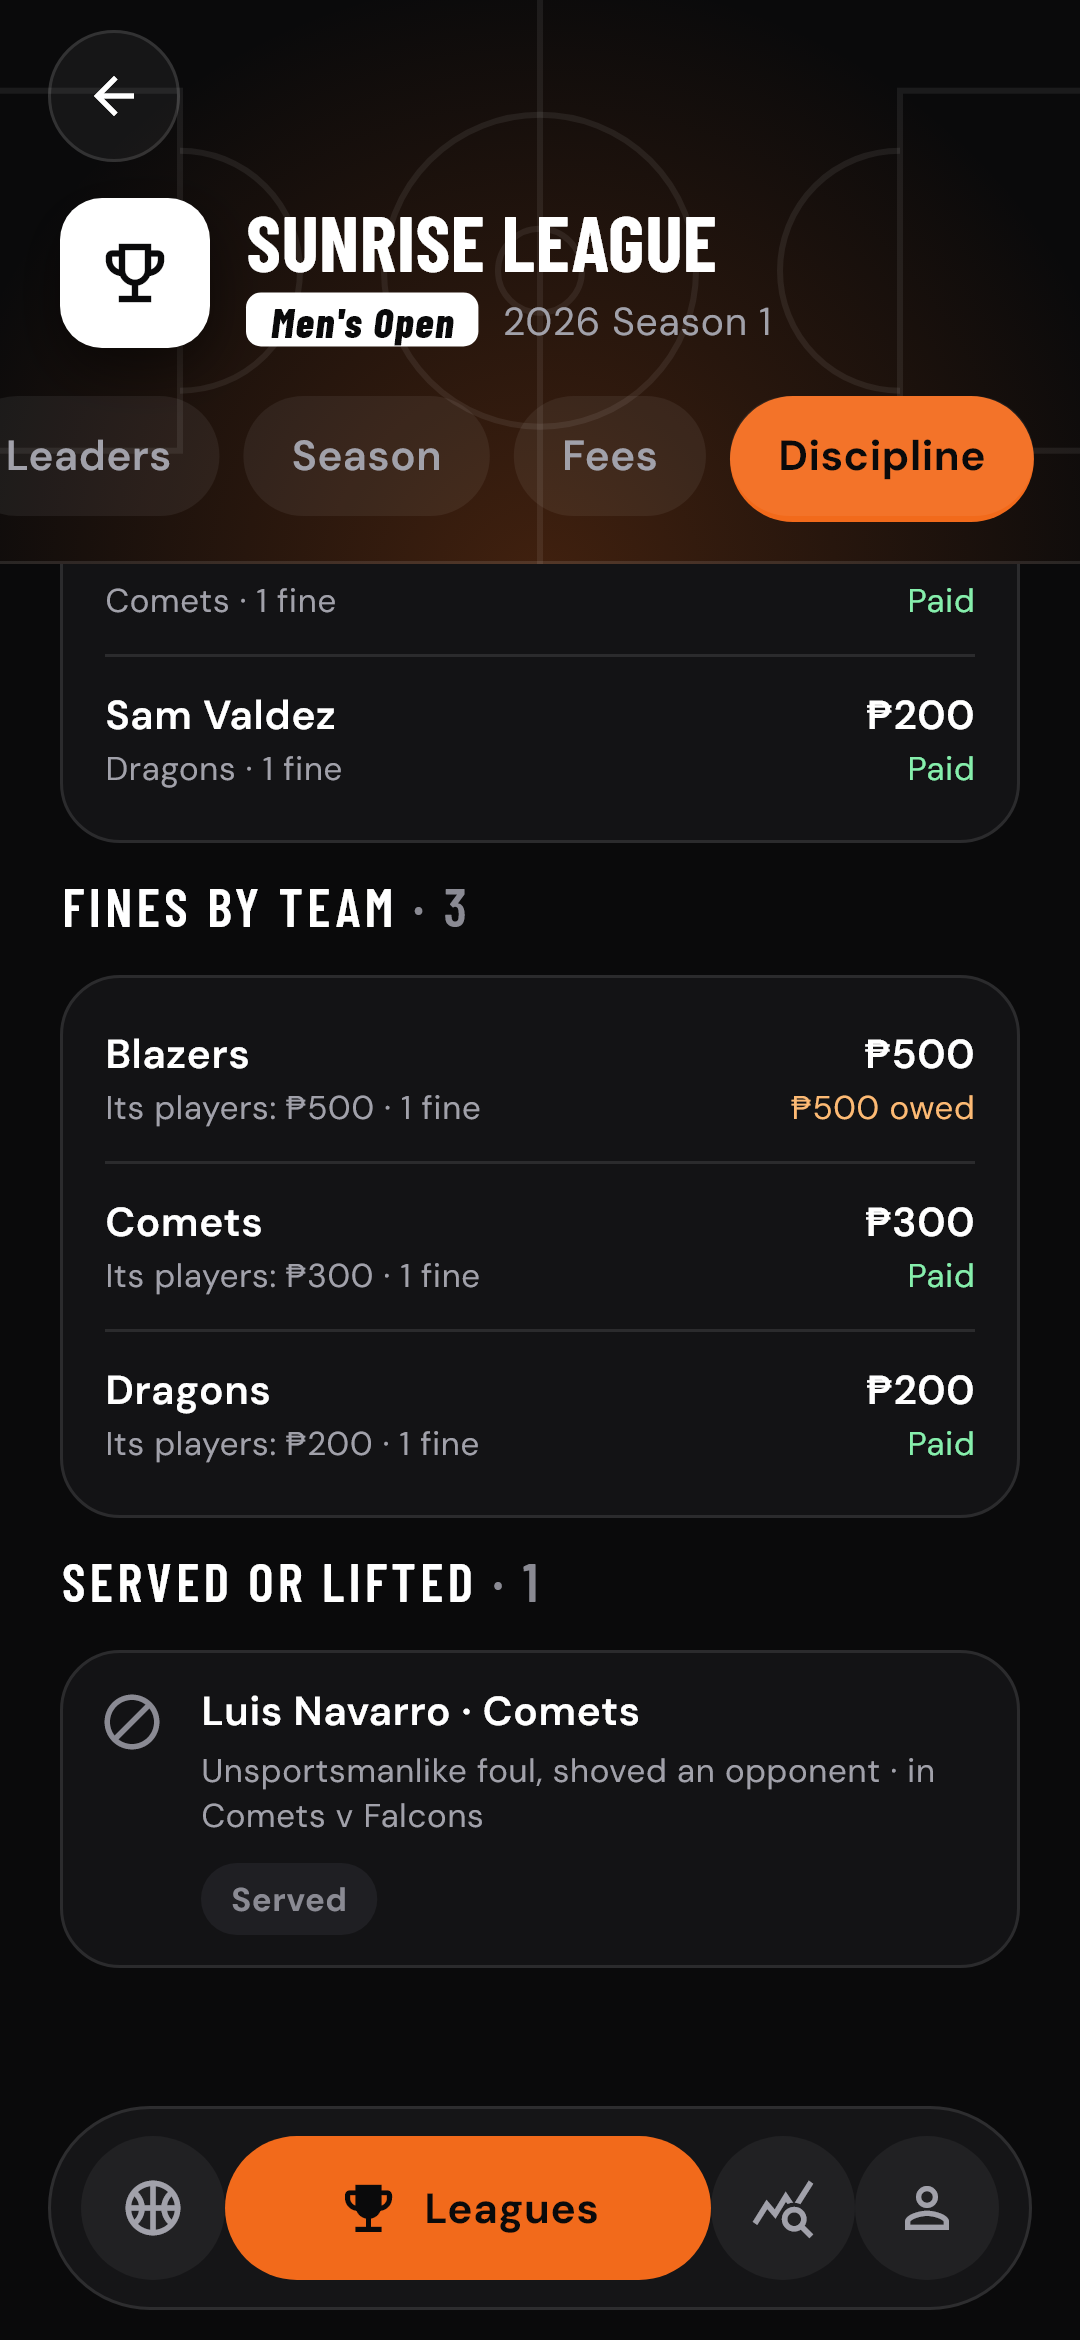 SUNRISE LEAGUE
Men's Open 2026 Season 1
Leaders Season Fees Discipline
Comets · 1 fine Paid
Sam Valdez ₱200
Dragons · 1 fine Paid
FINES BY TEAM · 3
Blazers ₱500
Its players: ₱500 · 1 fine ₱500 owed
Comets ₱300
Its players: ₱300 · 1 fine Paid
Dragons ₱200
Its players: ₱200 · 1 fine Paid
SERVED OR LIFTED · 1
Luis Navarro · Comets
Unsportsmanlike foul, shoved an opponent · in
Comets v Falcons
Served
Leagues